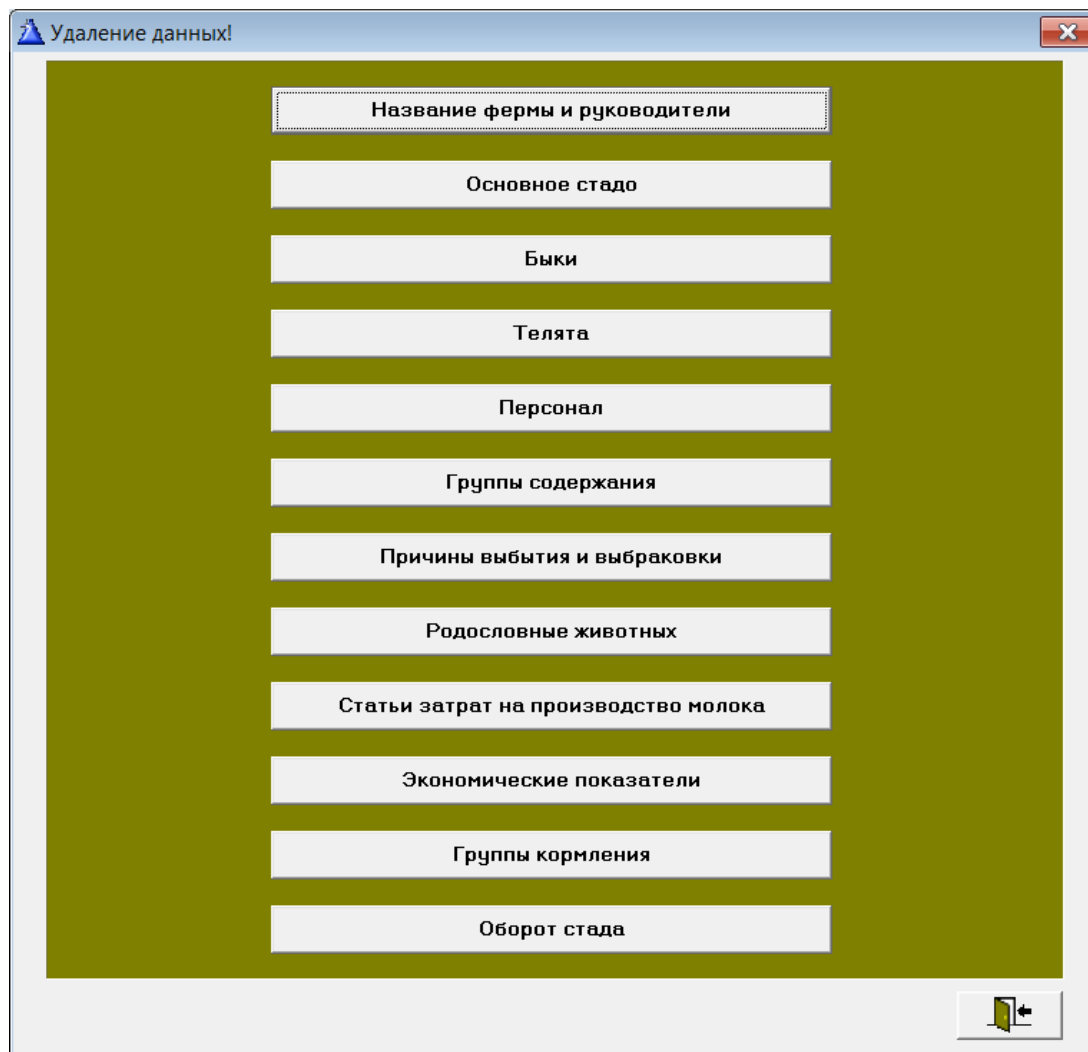 Удаление данных!
Название фермы и руководители
Основное стадо
Быки
Телята
Персонал
Группы содержания
Причины выбытия и выбраковки
Родословные животных
Статьи затрат на производство молока
Экономические показатели
Группы кормления
Оборот стада